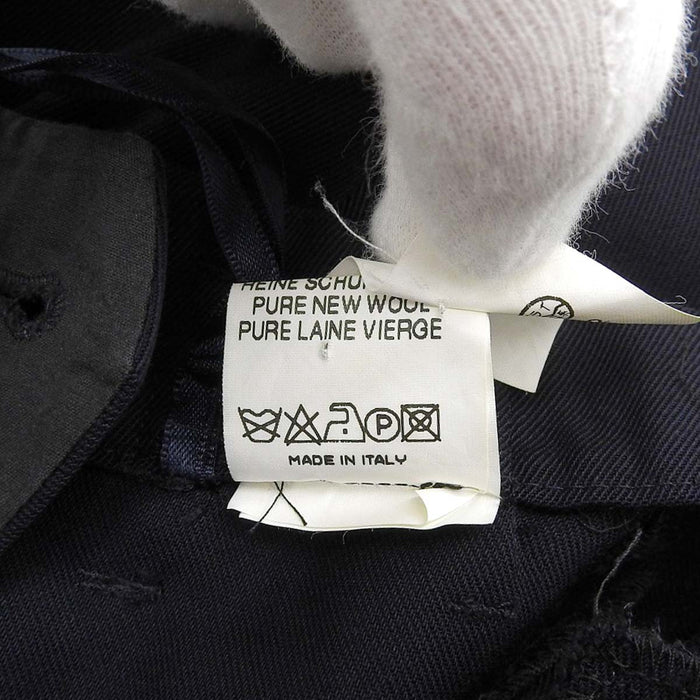 PURE NEW WOOL
PURE LAINE VIERGE
P
MADE IN ITALY